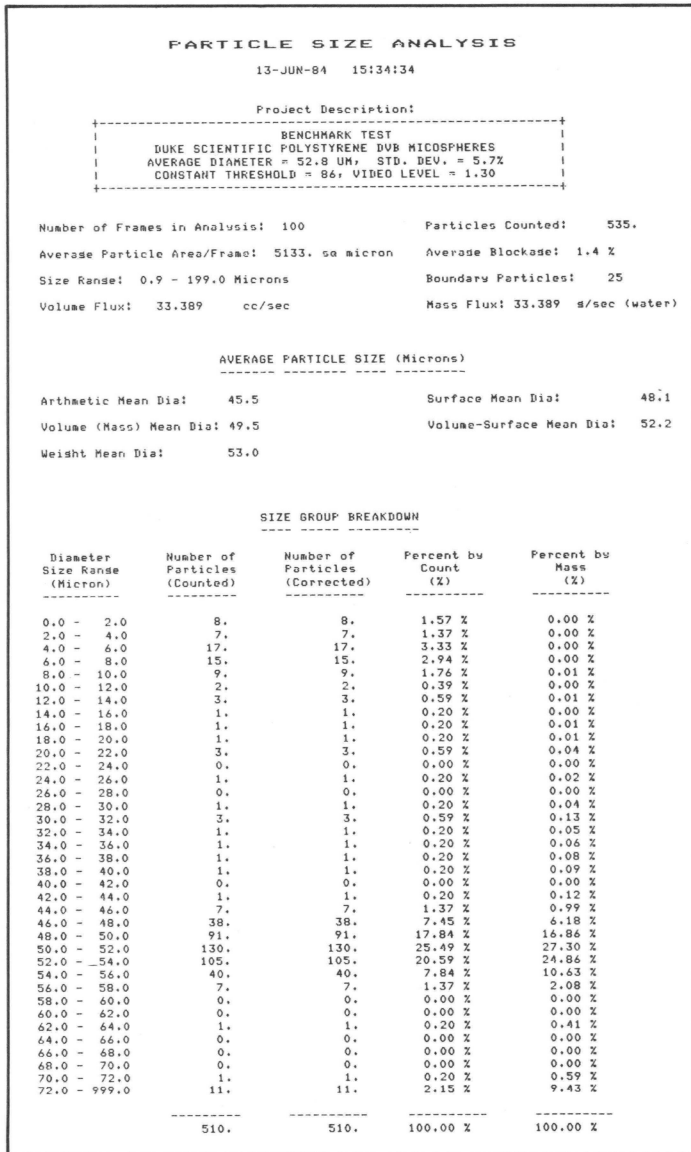 PARTICLE SIZE ANALYSIS
13-JUN-84 15:34:34
Project Description:
BENCHMARK TEST
DUKE SCIENTIFIC POLYSTYRENE DVB MICOSPHERES
AVERAGE DIAMETER = 52.8 UM, STD. DEV. = 5.7%
CONSTANT THRESHOLD = 86, VIDEO LEVEL = 1.30
Number of Frames in Analysis: 100 Particles Counted: 535.
Average Particle Area/Frame: 5133. sq micron Average Blockage: 1.4 %
Size Range: 0.9 - 199.0 Microns Boundary Particles: 25
Volume Flux: 33.389 cc/sec Mass Flux: 33.389 g/sec (water)
AVERAGE PARTICLE SIZE (Microns)
------- -------- ---- ---------
Arthmetic Mean Dia: 45.5 Surface Mean Dia: 48.1
Volume (Mass) Mean Dia: 49.5 Volume-Surface Mean Dia: 52.2
Weight Mean Dia: 53.0
SIZE GROUP BREAKDOWN
---- ----- ---------
Diameter Number of Number of Percent by Percent by
Size Range Particles Particles Count Mass
(Micron) (Counted) (Corrected) (%) (%)
---------- --------- ---------- ---------- ----------
0.0 - 2.0 8. 8. 1.57 % 0.00 %
2.0 - 4.0 7. 7. 1.37 % 0.00 %
4.0 - 6.0 17. 17. 3.33 % 0.00 %
6.0 - 8.0 15. 15. 2.94 % 0.00 %
8.0 - 10.0 9. 9. 1.76 % 0.01 %
10.0 - 12.0 2. 2. 0.39 % 0.00 %
12.0 - 14.0 3. 3. 0.59 % 0.01 %
14.0 - 16.0 1. 1. 0.20 % 0.00 %
16.0 - 18.0 1. 1. 0.20 % 0.01 %
18.0 - 20.0 1. 1. 0.20 % 0.01 %
20.0 - 22.0 3. 3. 0.59 % 0.04 %
22.0 - 24.0 0. 0. 0.00 % 0.00 %
24.0 - 26.0 1. 1. 0.20 % 0.02 %
26.0 - 28.0 0. 0. 0.00 % 0.00 %
28.0 - 30.0 1. 1. 0.20 % 0.04 %
30.0 - 32.0 3. 3. 0.59 % 0.13 %
32.0 - 34.0 1. 1. 0.20 % 0.05 %
34.0 - 36.0 1. 1. 0.20 % 0.06 %
36.0 - 38.0 1. 1. 0.20 % 0.08 %
38.0 - 40.0 1. 1. 0.20 % 0.09 %
40.0 - 42.0 0. 0. 0.00 % 0.00 %
42.0 - 44.0 1. 1. 0.20 % 0.12 %
44.0 - 46.0 7. 7. 1.37 % 0.99 %
46.0 - 48.0 38. 38. 7.45 % 6.18 %
48.0 - 50.0 91. 91. 17.84 % 16.86 %
50.0 - 52.0 130. 130. 25.49 % 27.30 %
52.0 - 54.0 105. 105. 20.59 % 24.86 %
54.0 - 56.0 40. 40. 7.84 % 10.63 %
56.0 - 58.0 7. 7. 1.37 % 2.08 %
58.0 - 60.0 0. 0. 0.00 % 0.00 %
60.0 - 62.0 0. 0. 0.00 % 0.00 %
62.0 - 64.0 1. 1. 0.20 % 0.41 %
64.0 - 66.0 0. 0. 0.00 % 0.00 %
66.0 - 68.0 0. 0. 0.00 % 0.00 %
68.0 - 70.0 0. 0. 0.00 % 0.00 %
70.0 - 72.0 1. 1. 0.20 % 0.59 %
72.0 - 999.0 11. 11. 2.15 % 9.43 %
---------- ---------- ---------- ----------
510. 510. 100.00 % 100.00 %